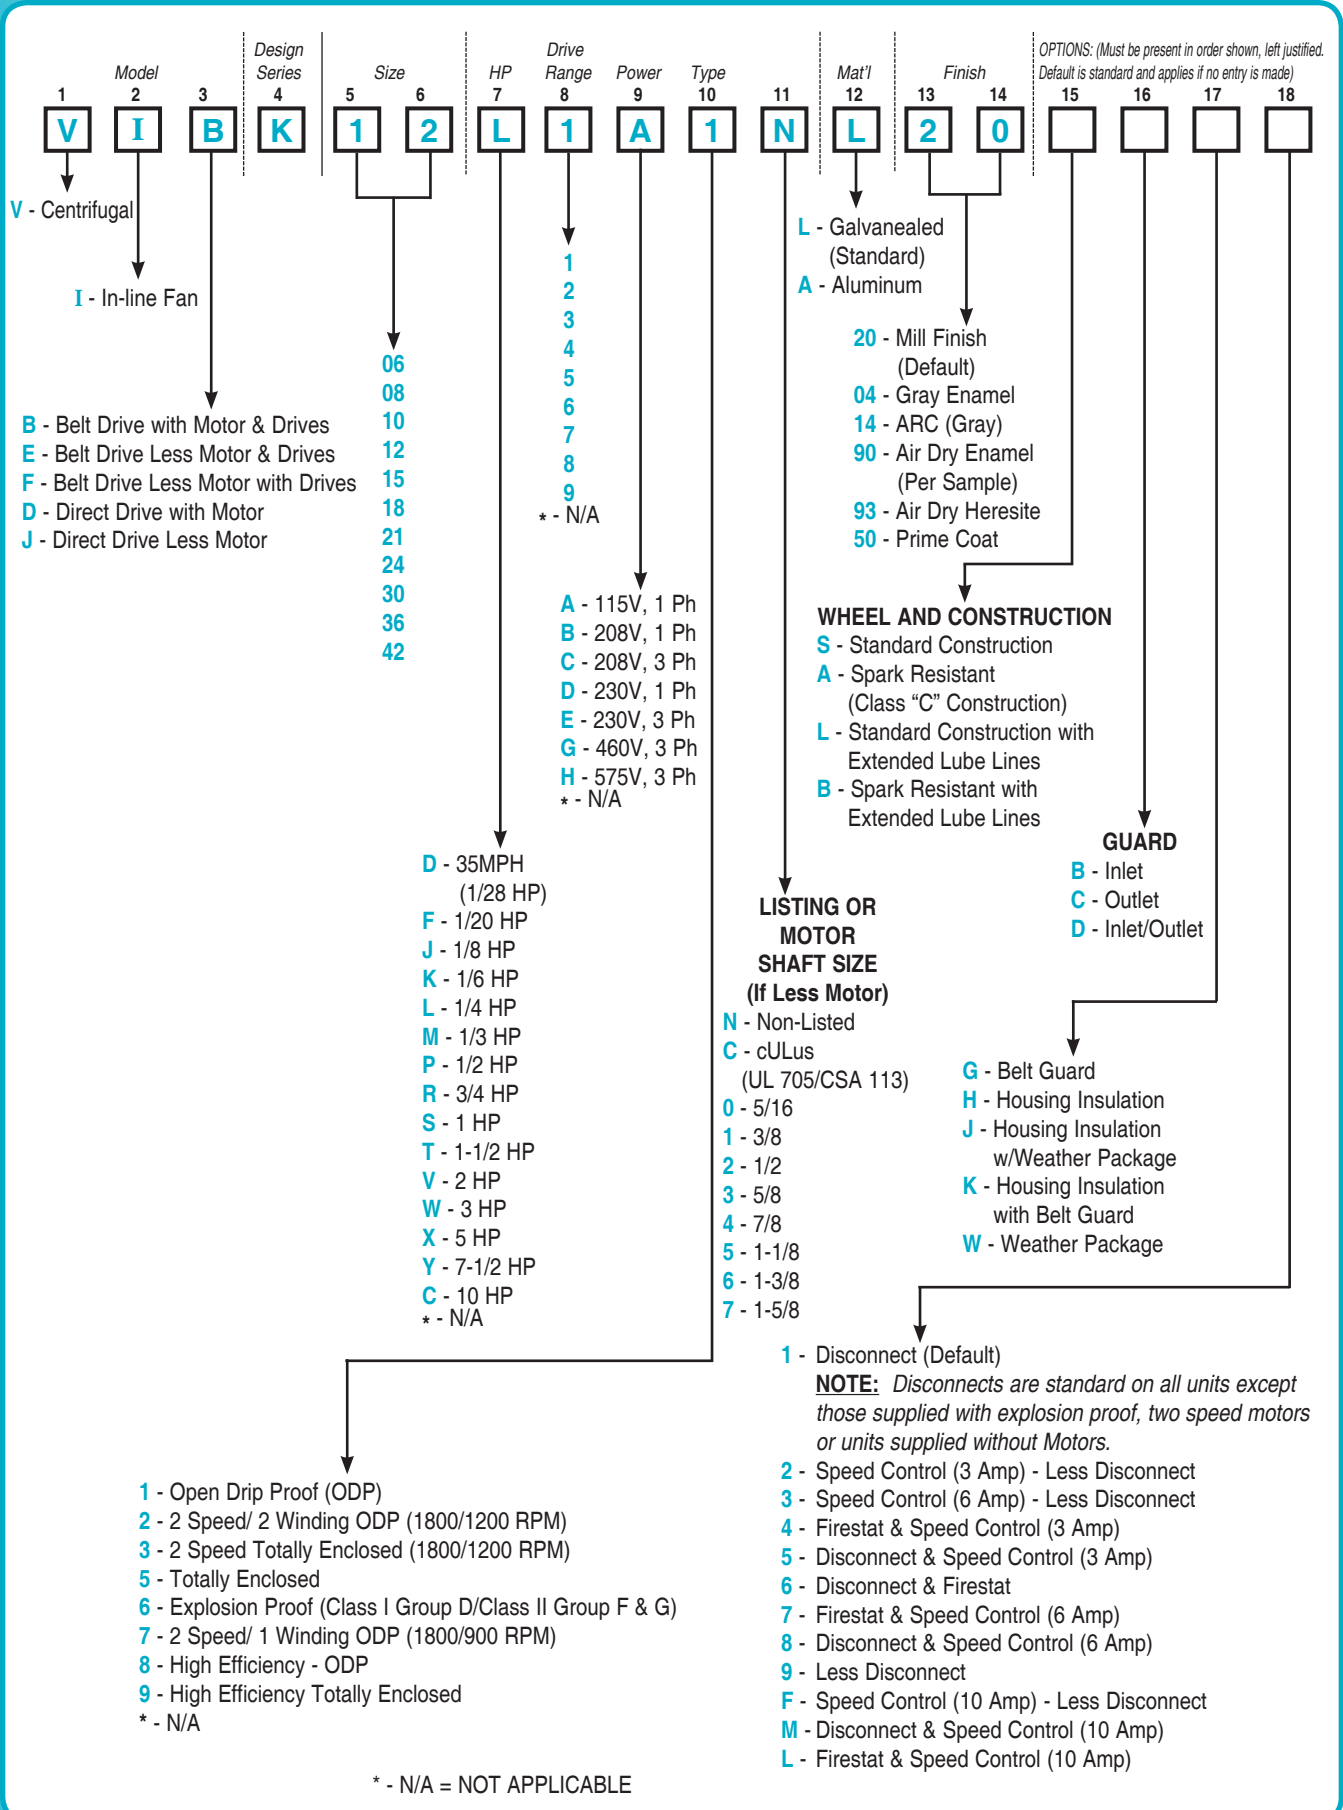 Model
Design
Series
Size
HP
Drive
Range
Power
Type
Mat'l
Finish
OPTIONS: (Must be present in order shown, left justified.
Default is standard and applies if no entry is made)
1 2 3 4 5 6 7 8 9 10 11 12 13 14 15 16 17 18
V I B K 1 2 L 1 A 1 N L 2 0
V - Centrifugal
I - In-line Fan
B - Belt Drive with Motor & Drives
E - Belt Drive Less Motor & Drives
F - Belt Drive Less Motor with Drives
D - Direct Drive with Motor
J - Direct Drive Less Motor
06
08
10
12
15
18
21
24
30
36
42
D - 35MPH
(1/28 HP)
F - 1/20 HP
J - 1/8 HP
K - 1/6 HP
L - 1/4 HP
M - 1/3 HP
P - 1/2 HP
R - 3/4 HP
S - 1 HP
T - 1-1/2 HP
V - 2 HP
W - 3 HP
X - 5 HP
Y - 7-1/2 HP
C - 10 HP
* - N/A
1
2
3
4
5
6
7
8
9
* - N/A
A - 115V, 1 Ph
B - 208V, 1 Ph
C - 208V, 3 Ph
D - 230V, 1 Ph
E - 230V, 3 Ph
G - 460V, 3 Ph
H - 575V, 3 Ph
* - N/A
1 - Open Drip Proof (ODP)
2 - 2 Speed/ 2 Winding ODP (1800/1200 RPM)
3 - 2 Speed Totally Enclosed (1800/1200 RPM)
5 - Totally Enclosed
6 - Explosion Proof (Class I Group D/Class II Group F & G)
7 - 2 Speed/ 1 Winding ODP (1800/900 RPM)
8 - High Efficiency - ODP
9 - High Efficiency Totally Enclosed
* - N/A
LISTING OR
MOTOR
SHAFT SIZE
(If Less Motor)
N - Non-Listed
C - cULus
(UL 705/CSA 113)
0 - 5/16
1 - 3/8
2 - 1/2
3 - 5/8
4 - 7/8
5 - 1-1/8
6 - 1-3/8
7 - 1-5/8
L - Galvanealed
(Standard)
A - Aluminum
20 - Mill Finish
(Default)
04 - Gray Enamel
14 - ARC (Gray)
90 - Air Dry Enamel
(Per Sample)
93 - Air Dry Heresite
50 - Prime Coat
WHEEL AND CONSTRUCTION
S - Standard Construction
A - Spark Resistant
(Class “C” Construction)
L - Standard Construction with
Extended Lube Lines
B - Spark Resistant with
Extended Lube Lines
GUARD
B - Inlet
C - Outlet
D - Inlet/Outlet
G - Belt Guard
H - Housing Insulation
J - Housing Insulation
w/Weather Package
K - Housing Insulation
with Belt Guard
W - Weather Package
1 - Disconnect (Default)
NOTE: Disconnects are standard on all units except
those supplied with explosion proof, two speed motors
or units supplied without Motors.
2 - Speed Control (3 Amp) - Less Disconnect
3 - Speed Control (6 Amp) - Less Disconnect
4 - Firestat & Speed Control (3 Amp)
5 - Disconnect & Speed Control (3 Amp)
6 - Disconnect & Firestat
7 - Firestat & Speed Control (6 Amp)
8 - Disconnect & Speed Control (6 Amp)
9 - Less Disconnect
F - Speed Control (10 Amp) - Less Disconnect
M - Disconnect & Speed Control (10 Amp)
L - Firestat & Speed Control (10 Amp)
* - N/A = NOT APPLICABLE